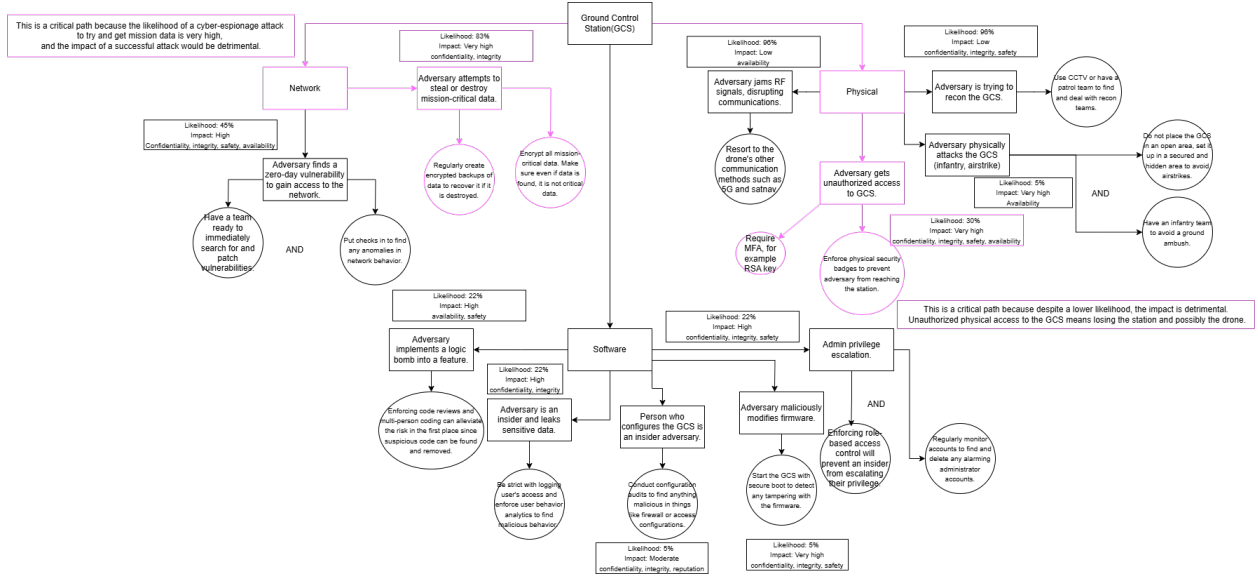 This is a critical path because the likelihood of a cyber-espionage attack
to try and get mission data is very high,
and the impact of a successful attack would be detrimental.
Ground Control
Station(GCS)
Likelihood: 83%
Impact: Very high
confidentiality, integrity
Likelihood: 96%
Impact: Low
availability
Likelihood: 96%
Impact: Low
confidentiality, integrity, safety
Network
Adversary attempts to
steal or destroy
mission-critical data.
Adversary jams RF
signals, disrupting
communications.
Physical
Adversary is trying to
recon the GCS.
Use CCTV or have a
patrol team to find
and deal with recon
teams.
Likelihood: 45%
Impact: High
Confidentiality, integrity, safety, availability
Adversary finds a
zero-day vulnerability
to gain access to the
network.
Regularly create
encrypted backups of
data to recover it if it is
destroyed.
Encrypt all mission-
critical data. Make
sure even if data is
found, it is not critical
data.
Resort to the
drone's other
communication
methods such as
5G and satnav.
Adversary gets
unauthorized access to
GCS.
Adversary physically
attacks the GCS
(infantry, airstrike)
Do not place the GCS
in an open area, set it
up in a secured and
hidden area to avoid
airstrikes.
Likelihood: 5%
Impact: Very high
Availability
AND
Have an infantry team
to avoid a ground
ambush.
Have a team
ready to
immediately
search for and
patch
vulnerabilities.
AND
Put checks in to find
any anomalies in
network behavior.
Require
MFA, for
example
RSA key
Likelihood: 30%
Impact: Very high
confidentiality, integrity, safety, availability
Enforce physical security
badges to prevent
adversary from reaching
the station.
This is a critical path because despite a lower likelihood, the impact is detrimental.
Unauthorized physical access to the GCS means losing the station and possibly the drone.
Likelihood: 22%
Impact: High
availability, safety
Likelihood: 22%
Impact: High
confidentiality, integrity, safety
Adversary
implements a logic
bomb into a feature.
Software
Admin privilege
escalation.
Likelihood: 22%
Impact: High
confidentiality, integrity
Enforcing code reviews and
multi-person coding can alleviate
the risk in the first place since
suspicious code can be found
and removed.
Adversary is an
insider and leaks
sensitive data.
Person who
configures the GCS is
an insider adversary.
Adversary maliciously
modifies firmware.
AND
Enforcing role-
based access
control will
prevent an insider
from escalating
their privilege.
Regularly monitor
accounts to find and
delete any alarming
administrator
accounts.
Be strict with logging
user's access and
enforce user behavior
analytics to find
malicious behavior.
Conduct configuration
audits to find anything
malicious in things
like firewall or access
configurations.
Start the GCS with
secure boot to detect
any tampering with
the firmware.
Likelihood: 5%
Impact: Moderate
confidentiality, integrity, reputation
Likelihood: 5%
Impact: Very high
confidentiality, integrity, safety